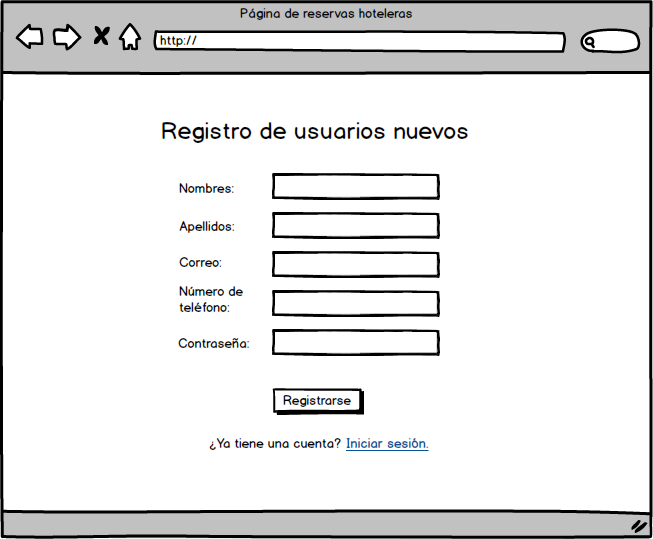 Página de reservas hoteleras
http://
Registro de usuarios nuevos
Nombres:
Apellidos:
Correo:
Número de
teléfono:
Contraseña:
Registrarse
¿Ya tiene una cuenta? Iniciar sesión.